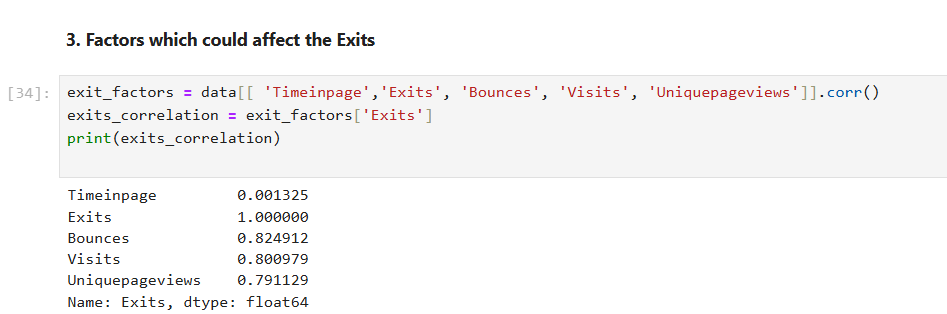 3. Factors which could affect the Exits
[34]: exit_factors = data[[ 'Timeinpage','Exits', 'Bounces', 'Visits', 'Uniquepageviews']].corr()
exits_correlation = exit_factors['Exits']
print(exits_correlation)
Timeinpage         0.001325
Exits              1.000000
Bounces            0.824912
Visits             0.800979
Uniquepageviews    0.791129
Name: Exits, dtype: float64